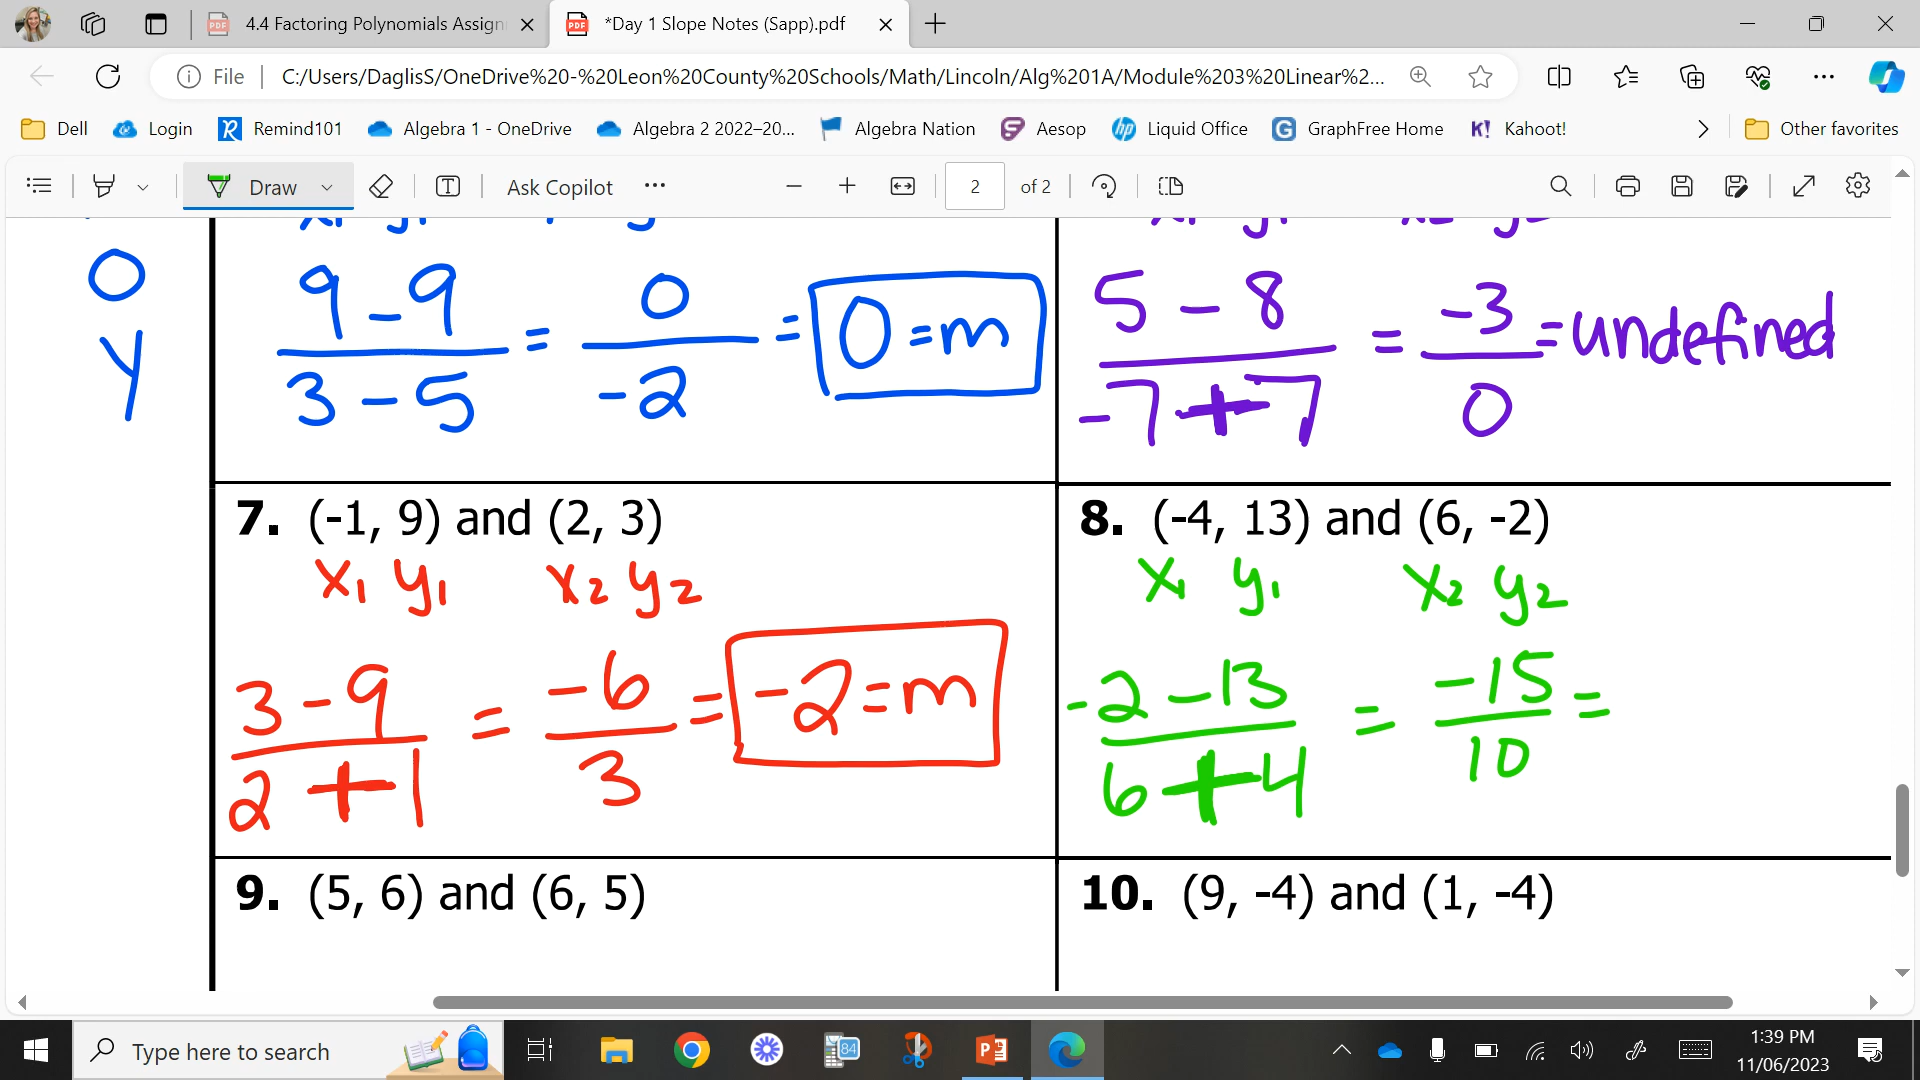 4.4 Factoring Polynomials Assign
*Day 1 Slope Notes (Sapp).pdf
File
C:/Users/DaglisS/OneDrive%20-%20Leon%20County%20Schools/Math/Lincoln/Alg%201A/Module%203%20Linear%2...
Dell
Login
Remind101
Algebra 1 - OneDrive
Algebra 2 2022–20...
Algebra Nation
Aesop
Liquid Office
GraphFree Home
Kahoot!
Other favorites
Draw
Ask Copilot
2 of 2
O
Y
9 - 9 / 3 - 5 = 0 / -2 = 0 = m
5 - 8 / -7 + 7 = -3 / 0 = undefined
7. (-1, 9) and (2, 3)
x1 y1 x2 y2
3 - 9 / 2 + 1 = -6 / 3 = -2 = m
8. (-4, 13) and (6, -2)
x1 y1 x2 y2
-2 - 13 / 6 + 4 = -15 / 10 =
9. (5, 6) and (6, 5)
10. (9, -4) and (1, -4)
Type here to search
84
1:39 PM
11/06/2023